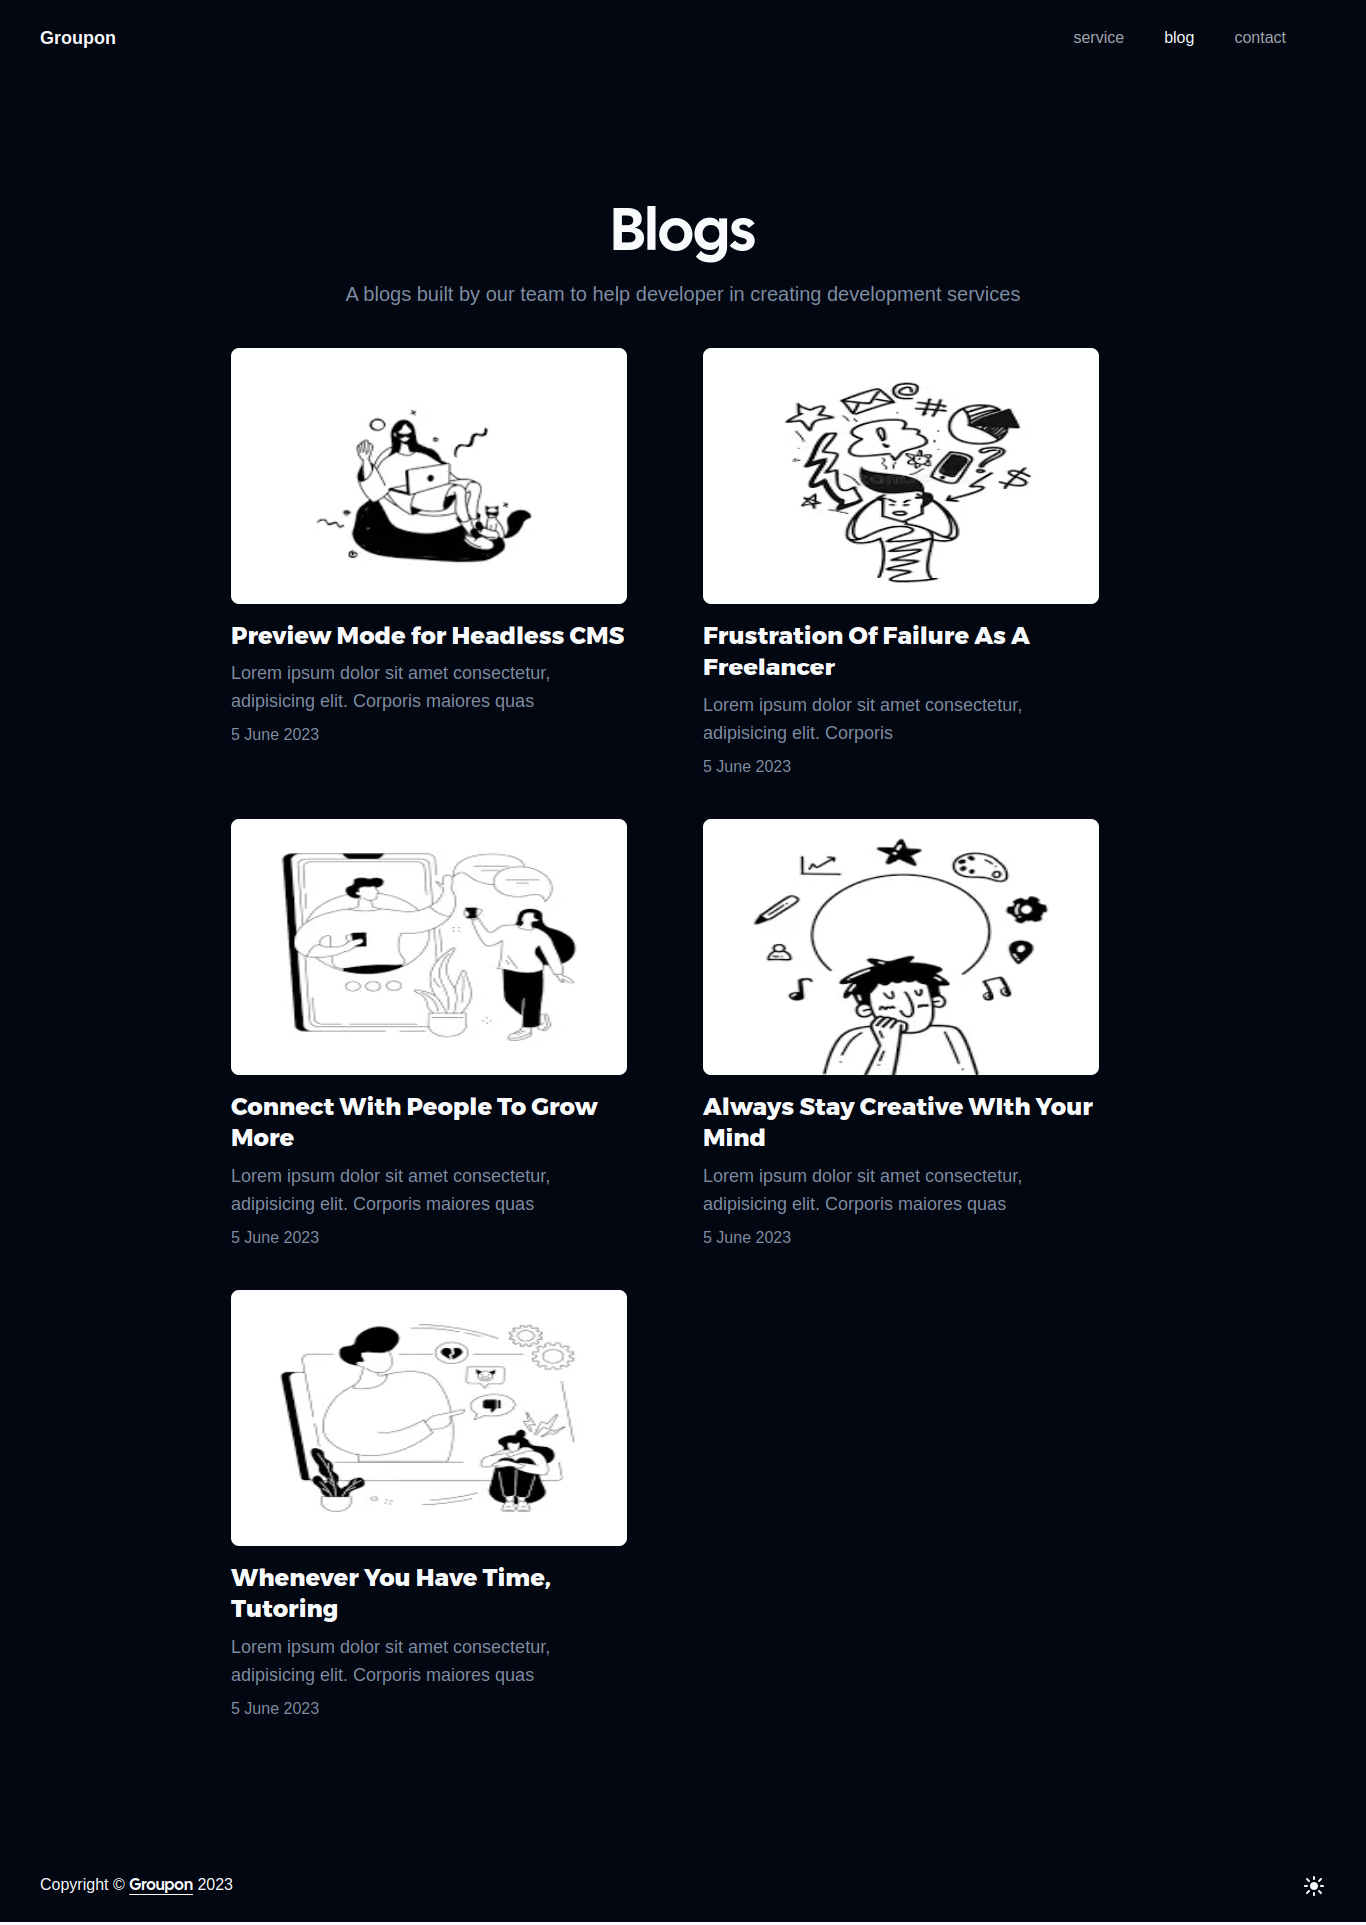 Groupon
service
blog
contact
Blogs
A blogs built by our team to help developer in creating development services
Preview Mode for Headless CMS
Lorem ipsum dolor sit amet consectetur,
adipisicing elit. Corporis maiores quas
5 June 2023
Frustration Of Failure As A
Freelancer
Lorem ipsum dolor sit amet consectetur,
adipisicing elit. Corporis
5 June 2023
Connect With People To Grow
More
Lorem ipsum dolor sit amet consectetur,
adipisicing elit. Corporis maiores quas
5 June 2023
Always Stay Creative WIth Your
Mind
Lorem ipsum dolor sit amet consectetur,
adipisicing elit. Corporis maiores quas
5 June 2023
Whenever You Have Time,
Tutoring
Lorem ipsum dolor sit amet consectetur,
adipisicing elit. Corporis maiores quas
5 June 2023
Copyright © Groupon 2023